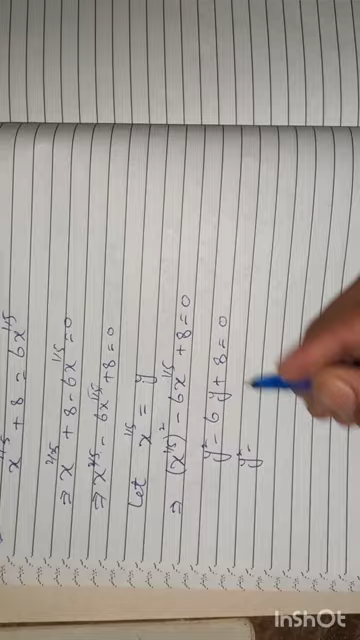 x^2/5 + 8 = 6x^1/5
⇒ x^2/5 + 8 - 6x^1/5 = 0
⇒ x^2/5 - 6x^1/5 + 8 = 0
Let x^1/5 = y
⇒ (x^1/5)^2 - 6x^1/5 + 8 = 0
y^2 - 6y + 8 = 0
y^2 -
InShOt